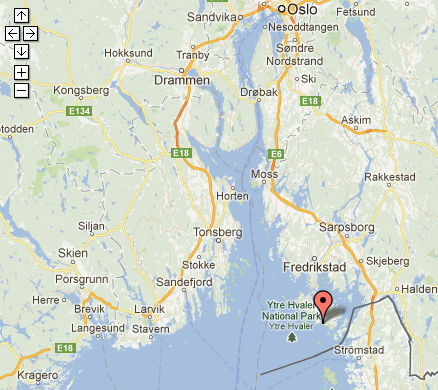 Oslo
Fetsund
Sandvika
Nesoddtangen
Tranby
Søndre
Nordstrand
Hokksund
Drammen
Ski
Kongsberg
Drøbak
E18
E134
Askim
otodden
E18
E6
Moss
Rakkestad
Horten
Siljan
Sarpsborg
Tonsberg
Skien
Skjeberg
Stokke
Fredrikstad
Porsgrunn
Sandefjord
Halden
Herre
Ytre Hvaler
Brevik
Larvik
National Park
Langesund
Stavern
Ytre Hvaler
E18
Strömstad
Kragero